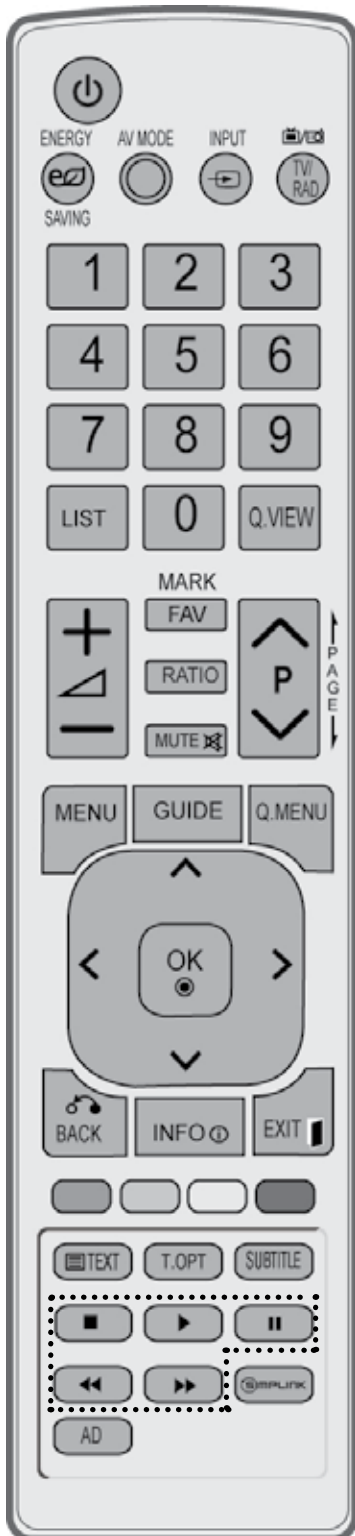 ENERGY AV MODE INPUT
TV/
RAD
SAVING
1 2 3
4 5 6
7 8 9
LIST 0 Q.VIEW
MARK
FAV
RATIO
P
PAGE
MUTE
MENU GUIDE Q.MENU
OK
BACK INFO EXIT
TEXT T.OPT SUBTITLE
SIMPLINK
AD